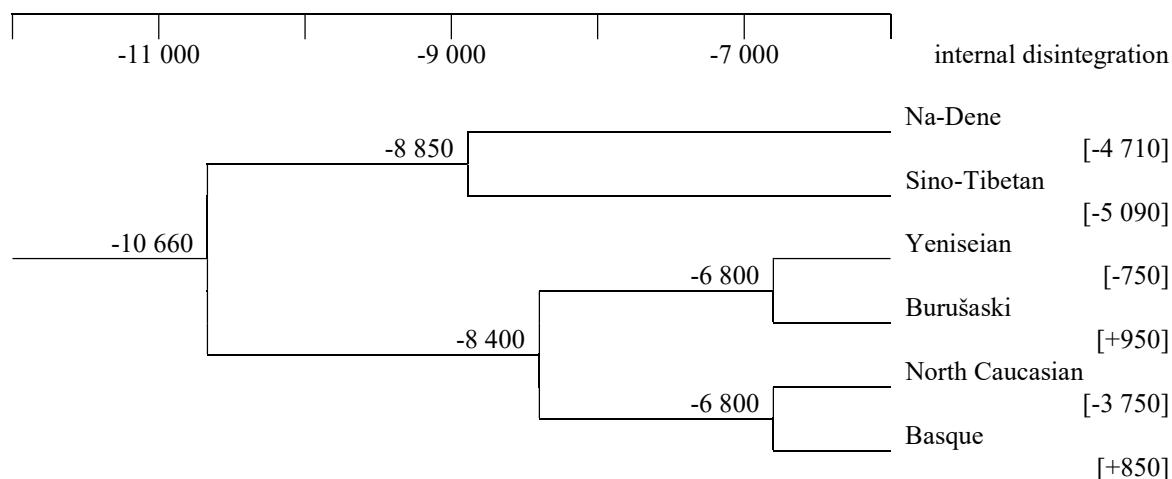 -11 000 -9 000 -7 000 internal disintegration
Na-Dene
-8 850 [-4 710]
Sino-Tibetan
[-5 090]
-10 660 Yeniseian
-6 800 [-750]
Burušaski
-8 400 [+950]
North Caucasian
-6 800 [-3 750]
Basque
[+850]